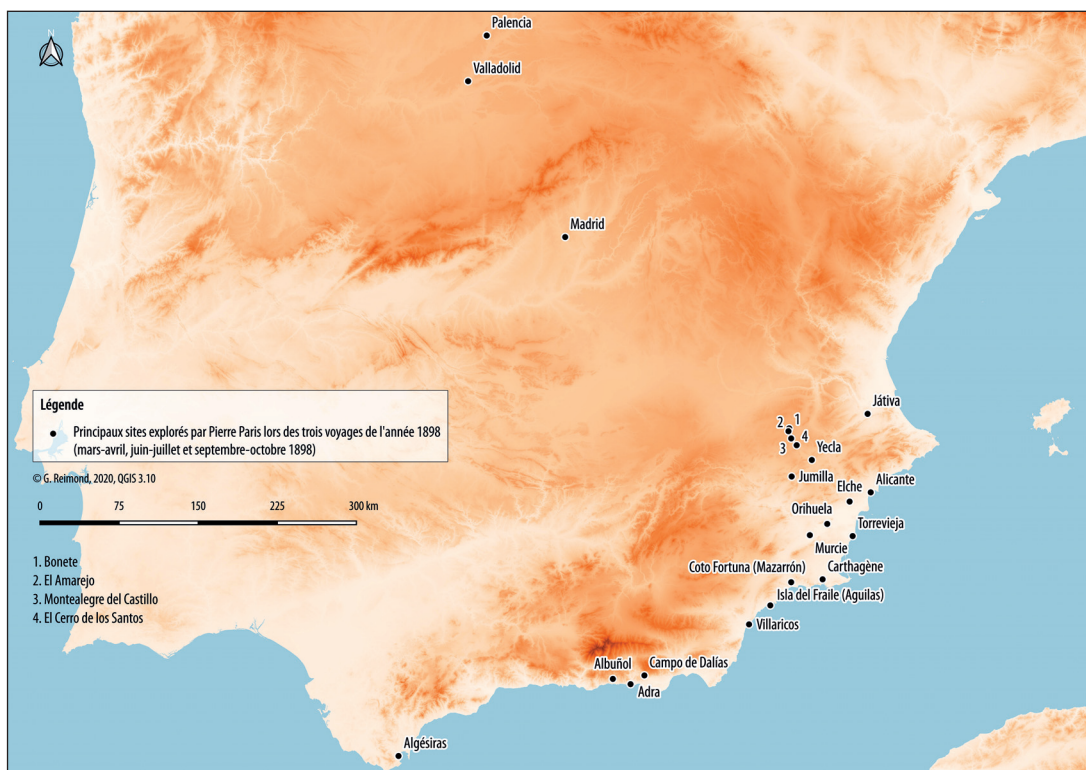 N
Palencia
Valladolid
Madrid
Játiva
1
2
4
3
Yecla
Jumilla
Elche
Alicante
Orihuela
Torrevieja
Murcie
Carthagène
Coto Fortuna (Mazarrón)
Isla del Fraile (Aguilas)
Villaricos
Albuñol
Campo de Dalías
Adra
Algésiras
Légende
Principaux sites explorés par Pierre Paris lors des trois voyages de l'année 1898
(mars-avril, juin-juillet et septembre-octobre 1898)
© G. Reimond, 2020, QGIS 3.10
0 75 150 225 300 km
1. Bonete
2. El Amarejo
3. Montealegre del Castillo
4. El Cerro de los Santos